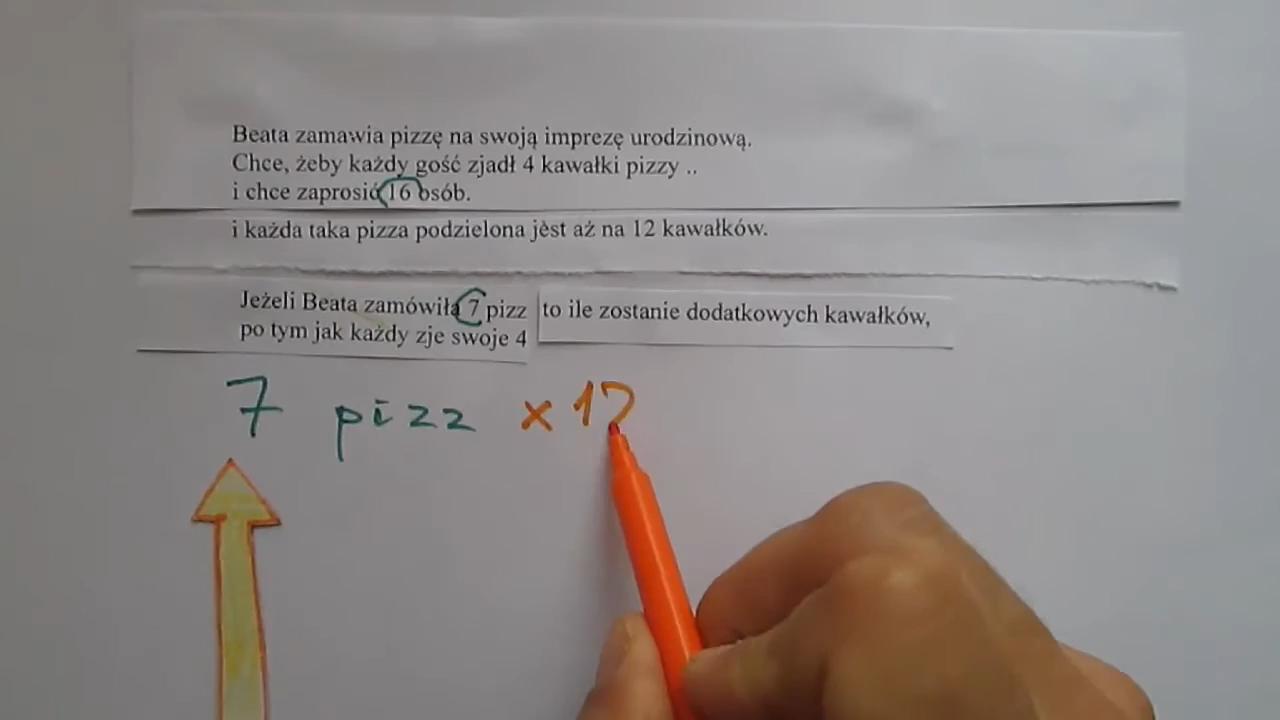 Beata zamawia pizzę na swoją imprezę urodzinową.
Chce, żeby każdy gość zjadł 4 kawałki pizzy ..
i chce zaprosić 16 osób.
i każda taka pizza podzielona jest aż na 12 kawałków.
Jeżeli Beata zamówiła 7 pizz to ile zostanie dodatkowych kawałków,
po tym jak każdy zje swoje 4
7 pizz x 12